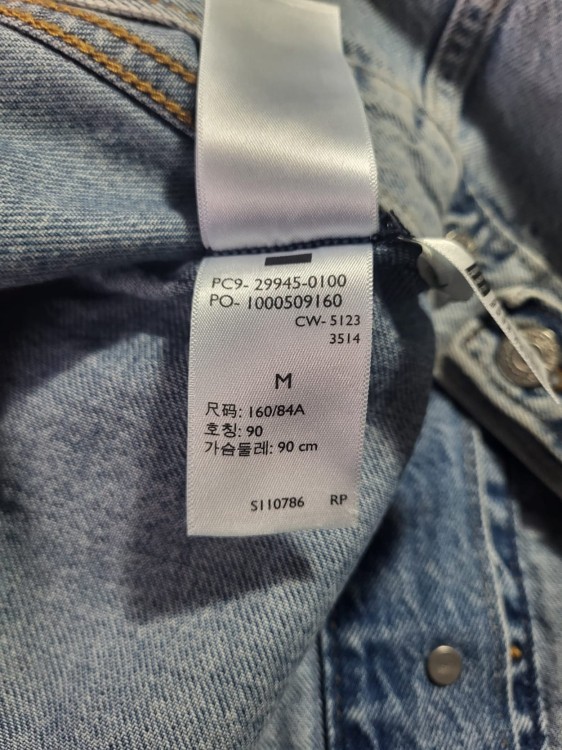 PC9- 29945-0100
PO- 1000509160
CW- 5123
3514
M
尺码: 160/84A
호칭: 90
가슴둘레: 90 cm
S110786 RP